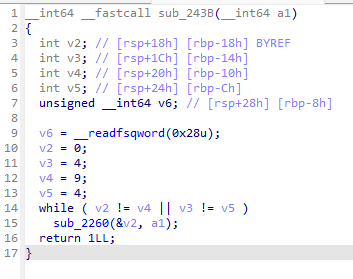 1 __int64 __fastcall sub_243B(__int64 a1)
2 {
3 int v2; // [rsp+18h] [rbp-18h] BYREF
4 int v3; // [rsp+1Ch] [rbp-14h]
5 int v4; // [rsp+20h] [rbp-10h]
6 int v5; // [rsp+24h] [rbp-Ch]
7 unsigned __int64 v6; // [rsp+28h] [rbp-8h]
8
9 v6 = __readfsqword(0x28u);
10 v2 = 0;
11 v3 = 4;
12 v4 = 9;
13 v5 = 4;
14 while ( v2 != v4 || v3 != v5 )
15 sub_2260(&v2, a1);
16 return 1LL;
17 }